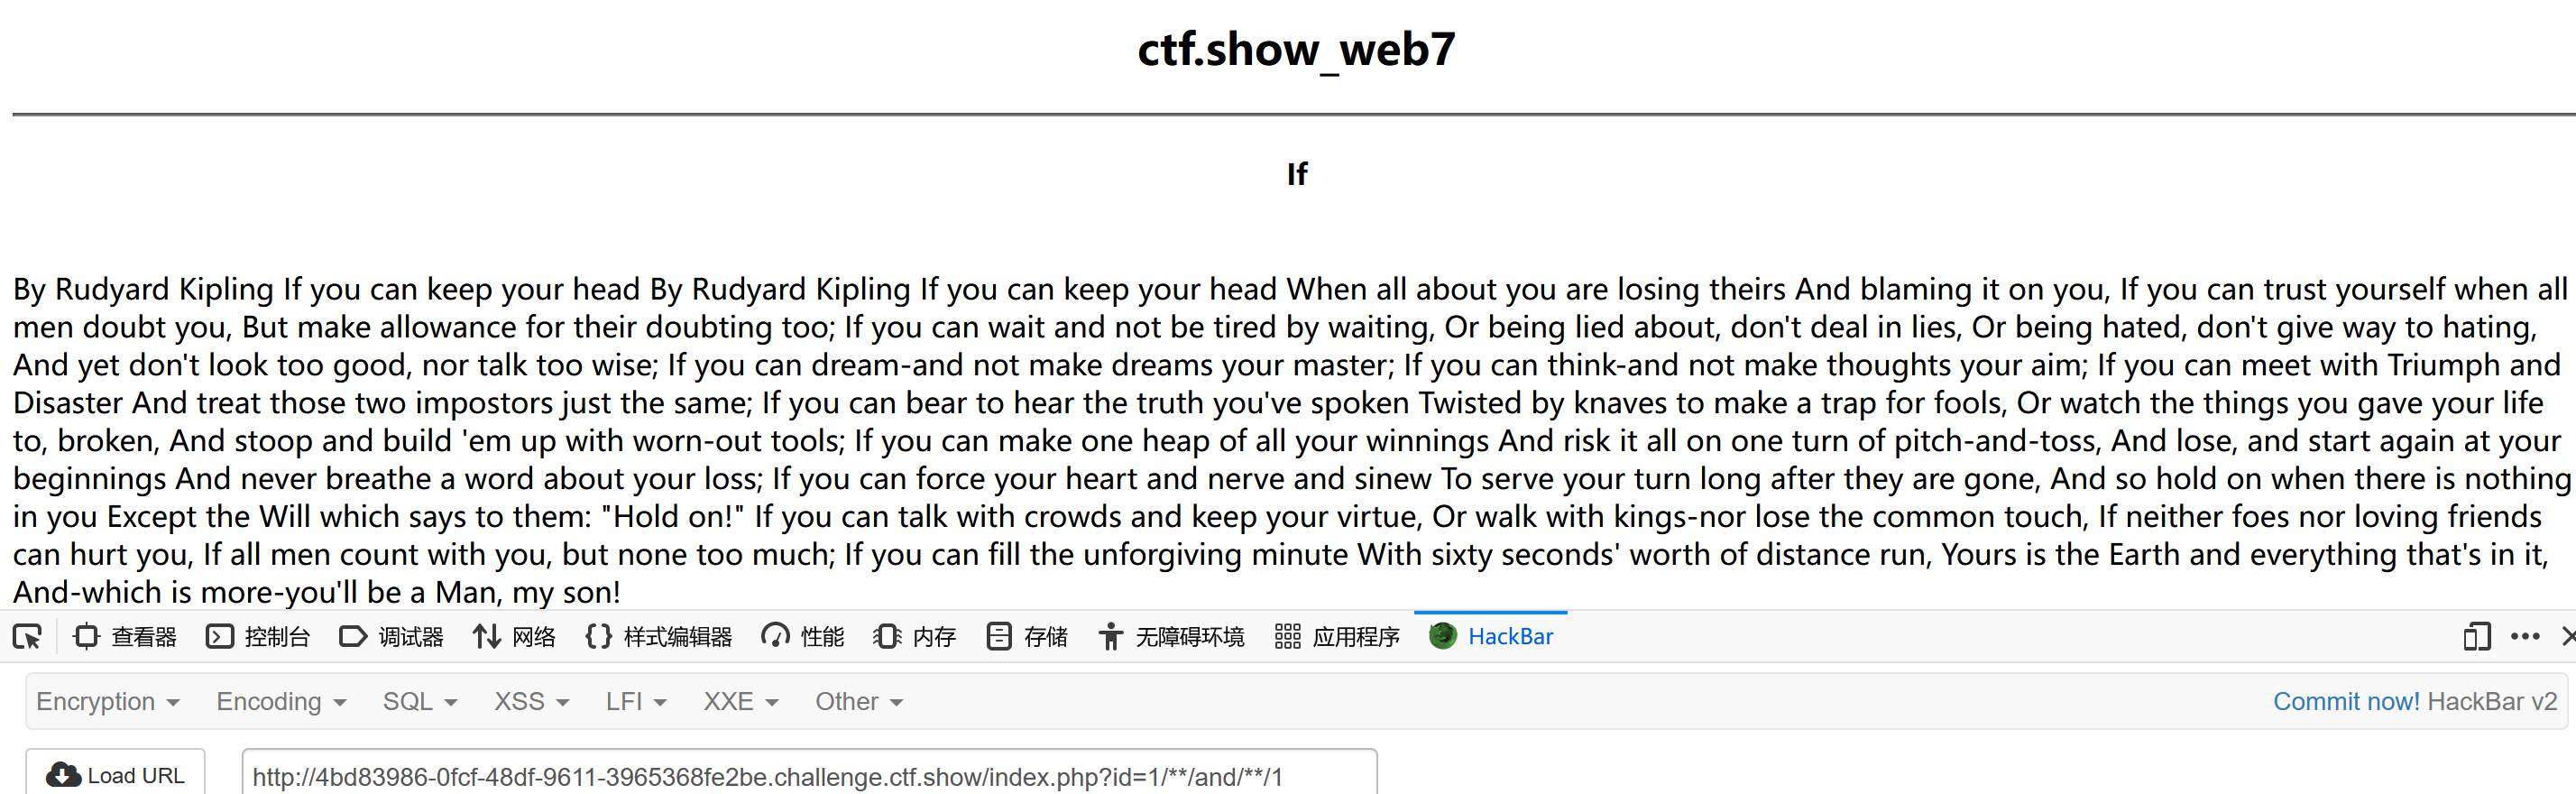 ctf.show_web7
If
By Rudyard Kipling If you can keep your head By Rudyard Kipling If you can keep your head When all about you are losing theirs And blaming it on you, If you can trust yourself when all
men doubt you, But make allowance for their doubting too; If you can wait and not be tired by waiting, Or being lied about, don't deal in lies, Or being hated, don't give way to hating,
And yet don't look too good, nor talk too wise; If you can dream-and not make dreams your master; If you can think-and not make thoughts your aim; If you can meet with Triumph and
Disaster And treat those two impostors just the same; If you can bear to hear the truth you've spoken Twisted by knaves to make a trap for fools, Or watch the things you gave your life
to, broken, And stoop and build 'em up with worn-out tools; If you can make one heap of all your winnings And risk it all on one turn of pitch-and-toss, And lose, and start again at your
beginnings And never breathe a word about your loss; If you can force your heart and nerve and sinew To serve your turn long after they are gone, And so hold on when there is nothing
in you Except the Will which says to them: "Hold on!" If you can talk with crowds and keep your virtue, Or walk with kings-nor lose the common touch, If neither foes nor loving friends
can hurt you, If all men count with you, but none too much; If you can fill the unforgiving minute With sixty seconds' worth of distance run, Yours is the Earth and everything that's in it,
And-which is more-you'll be a Man, my son!
查看器 控制台 调试器 网络 样式编辑器 性能 内存 存储 无障碍环境 应用程序 HackBar
Encryption Encoding SQL XSS LFI XXE Other Commit now! HackBar v2
Load URL http://4bd83986-0fcf-48df-9611-3965368fe2be.challenge.ctf.show/index.php?id=1/**/and/**/1